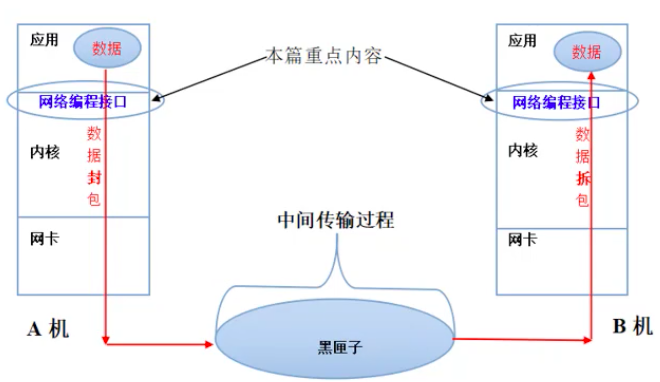 应用
数据
网络编程接口
内核
数据封包
网卡
A 机
本篇重点内容
中间传输过程
黑匣子
应用
数据
网络编程接口
内核
数据拆包
网卡
B 机